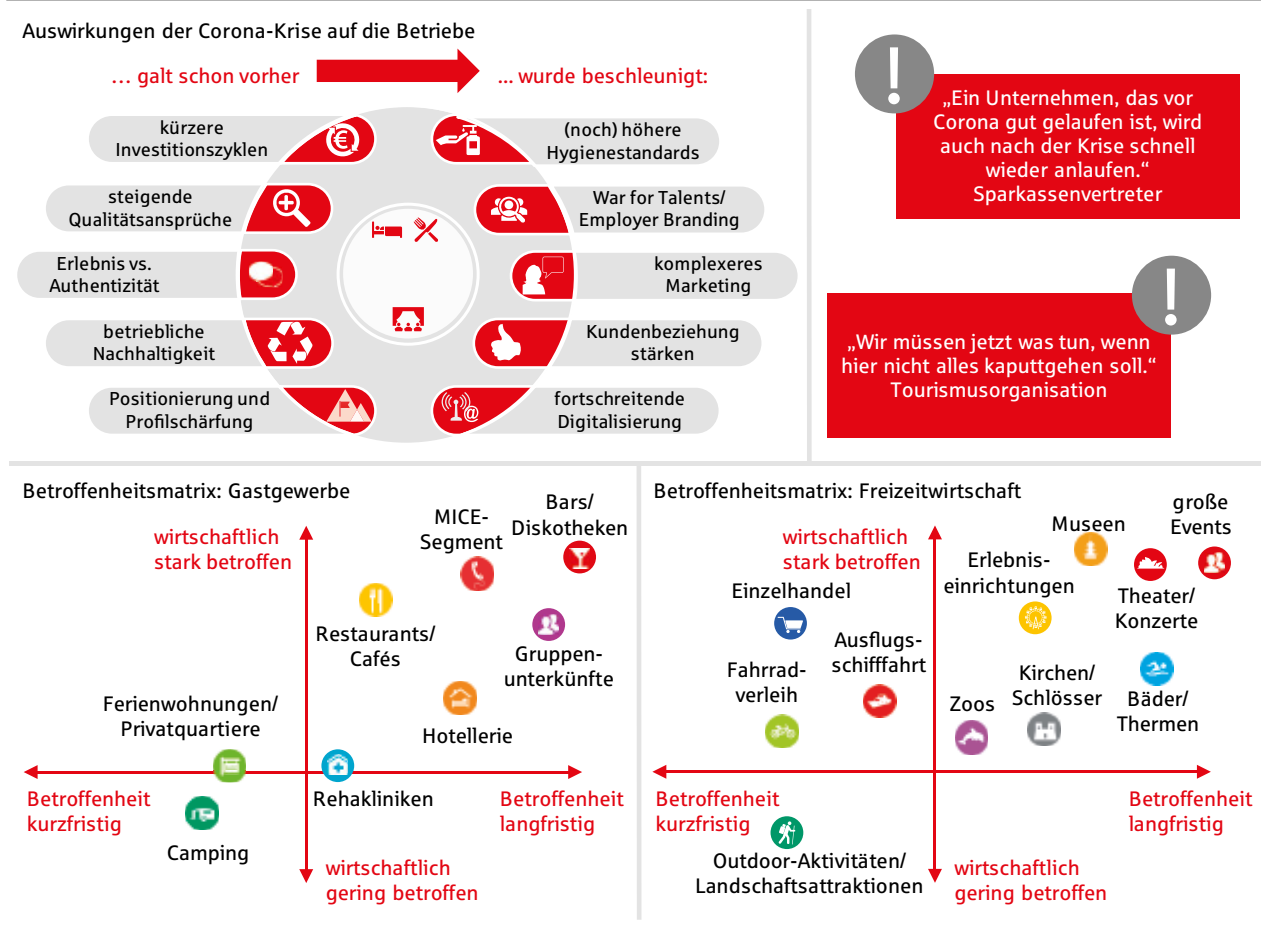 Auswirkungen der Corona-Krise auf die Betriebe
… galt schon vorher
... wurde beschleunigt:
kürzere
Investitionszyklen
steigende
Qualitätsansprüche
Erlebnis vs.
Authentizität
betriebliche
Nachhaltigkeit
Positionierung und
Profilschärfung
(noch) höhere
Hygienestandards
War for Talents/
Employer Branding
komplexeres
Marketing
Kundenbeziehung
stärken
fortschreitende
Digitalisierung
„Ein Unternehmen, das vor
Corona gut gelaufen ist, wird
auch nach der Krise schnell
wieder anlaufen.“
Sparkassenvertreter
„Wir müssen jetzt was tun, wenn
hier nicht alles kaputtgehen soll.“
Tourismusorganisation
Betroffenheitsmatrix: Gastgewerbe
wirtschaftlich
stark betroffen
MICE-
Segment
Bars/
Diskotheken
Restaurants/
Cafés
Gruppen-
unterkünfte
Ferienwohnungen/
Privatquartiere
Hotellerie
Rehakliniken
Betroffenheit
kurzfristig
Betroffenheit
langfristig
Camping
wirtschaftlich
gering betroffen
Betroffenheitsmatrix: Freizeitwirtschaft
wirtschaftlich
stark betroffen
Museen
große
Events
Erlebnis-
einrichtungen
Theater/
Konzerte
Einzelhandel
Ausflugs-
schifffahrt
Fahrrad-
verleih
Zoos
Kirchen/
Schlösser
Bäder/
Thermen
Betroffenheit
kurzfristig
Betroffenheit
langfristig
Outdoor-Aktivitäten/
Landschaftsattraktionen
wirtschaftlich
gering betroffen